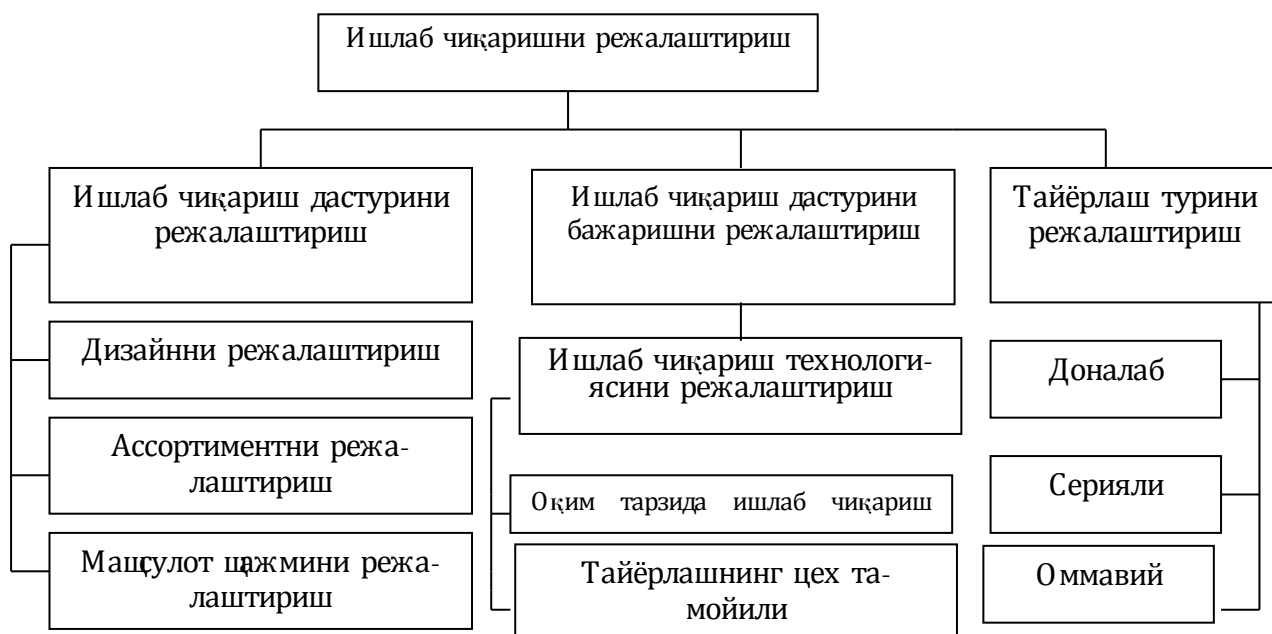 Ишлаб чиқаришни режалаштириш
Ишлаб чиқариш дастурини
режалаштириш
Дизайнни режалаштириш
Ассортиментни режа-
лаштириш
Мащсулот щажмини режа-
лаштириш
Ишлаб чиқариш дастурини
бажаришни режалаштириш
Ишлаб чиқариш технологи-
ясини режалаштириш
Оқим тарзида ишлаб чиқариш
Тайёрлашнинг цех та-
мойили
Тайёрлаш турини
режалаштириш
Доналаб
Серияли
Оммавий